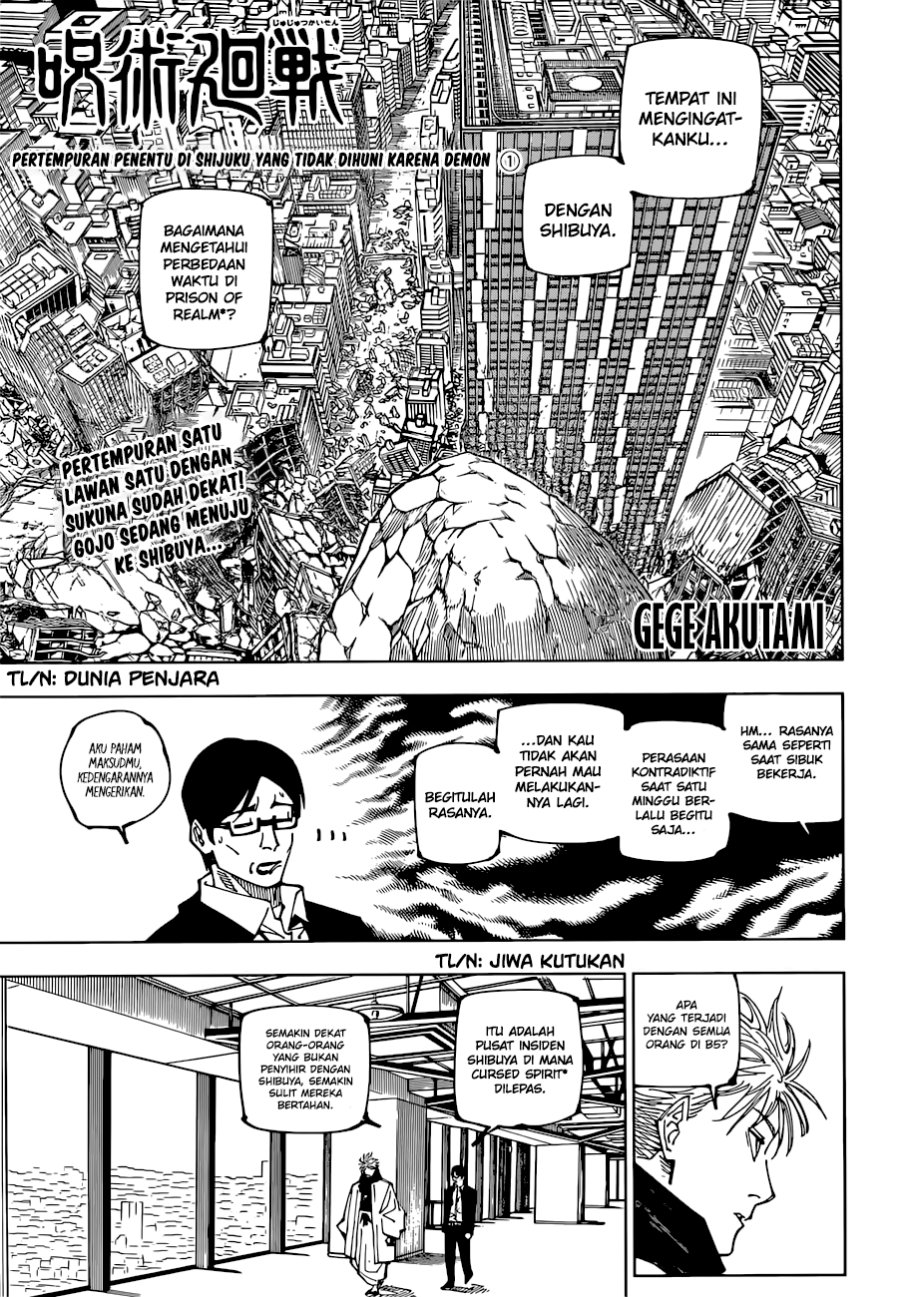 じゅじゅつかいせん
呪術廻戦
PERTEMPURAN PENENTU DI SHIJUKU YANG TIDAK DIHUNI KARENA DEMON ①
TEMPAT INI
MENGINGAT-
KANKU...
DENGAN
SHIBUYA.
BAGAIMANA
MENGETAHUI
PERBEDAAN
WAKTU DI
PRISON OF
REALM*?
PERTEMPURAN SATU
LAWAN SATU DENGAN
SUKUNA SUDAH DEKAT!
GOJO SEDANG MENUJU
KE SHIBUYA...
GEGE AKUTAMI
TL/N: DUNIA PENJARA
HM... RASANYA
SAMA SEPERTI
SAAT SIBUK
BEKERJA.
PERASAAN
KONTRADIKTIF
SAAT SATU
MINGGU BER-
LALU BEGITU
SAJA...
...DAN KAU
TIDAK AKAN
PERNAH MAU
MELAKUKAN-
NYA LAGI.
BEGITULAH
RASANYA.
AKU PAHAM
MAKSUDMU,
KEDENGARANNYA
MENGERIKAN.
TL/N: JIWA KUTUKAN
APA
YANG TERJADI
DENGAN SEMUA
ORANG DI B5?
ITU ADALAH
PUSAT INSIDEN
SHIBUYA DI MANA
CURSED SPIRIT*
DILEPAS.
SEMAKIN DEKAT
ORANG-ORANG
YANG BUKAN
PENYIHIR DENGAN
SHIBUYA, SEMAKIN
SULIT MEREKA
BERTAHAN.